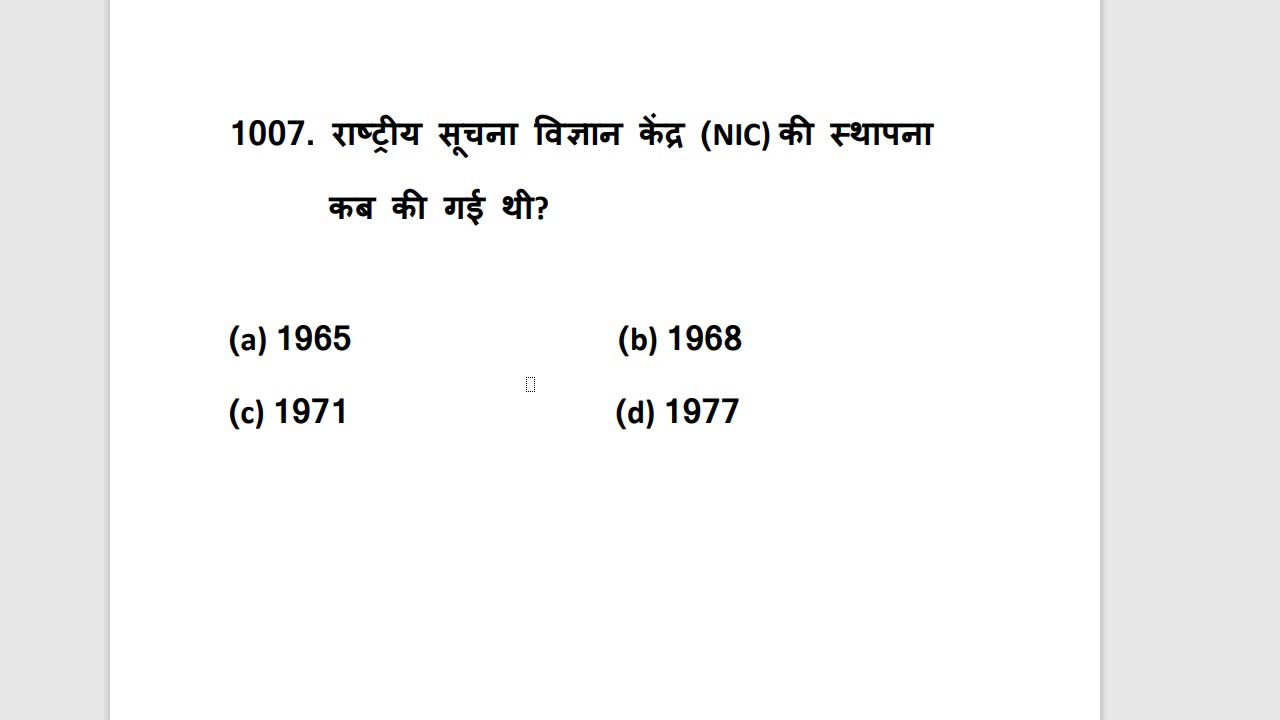 1007. राष्ट्रीय सूचना विज्ञान केंद्र (NIC) की स्थापना
कब की गई थी?
(a) 1965 (b) 1968
(c) 1971 (d) 1977